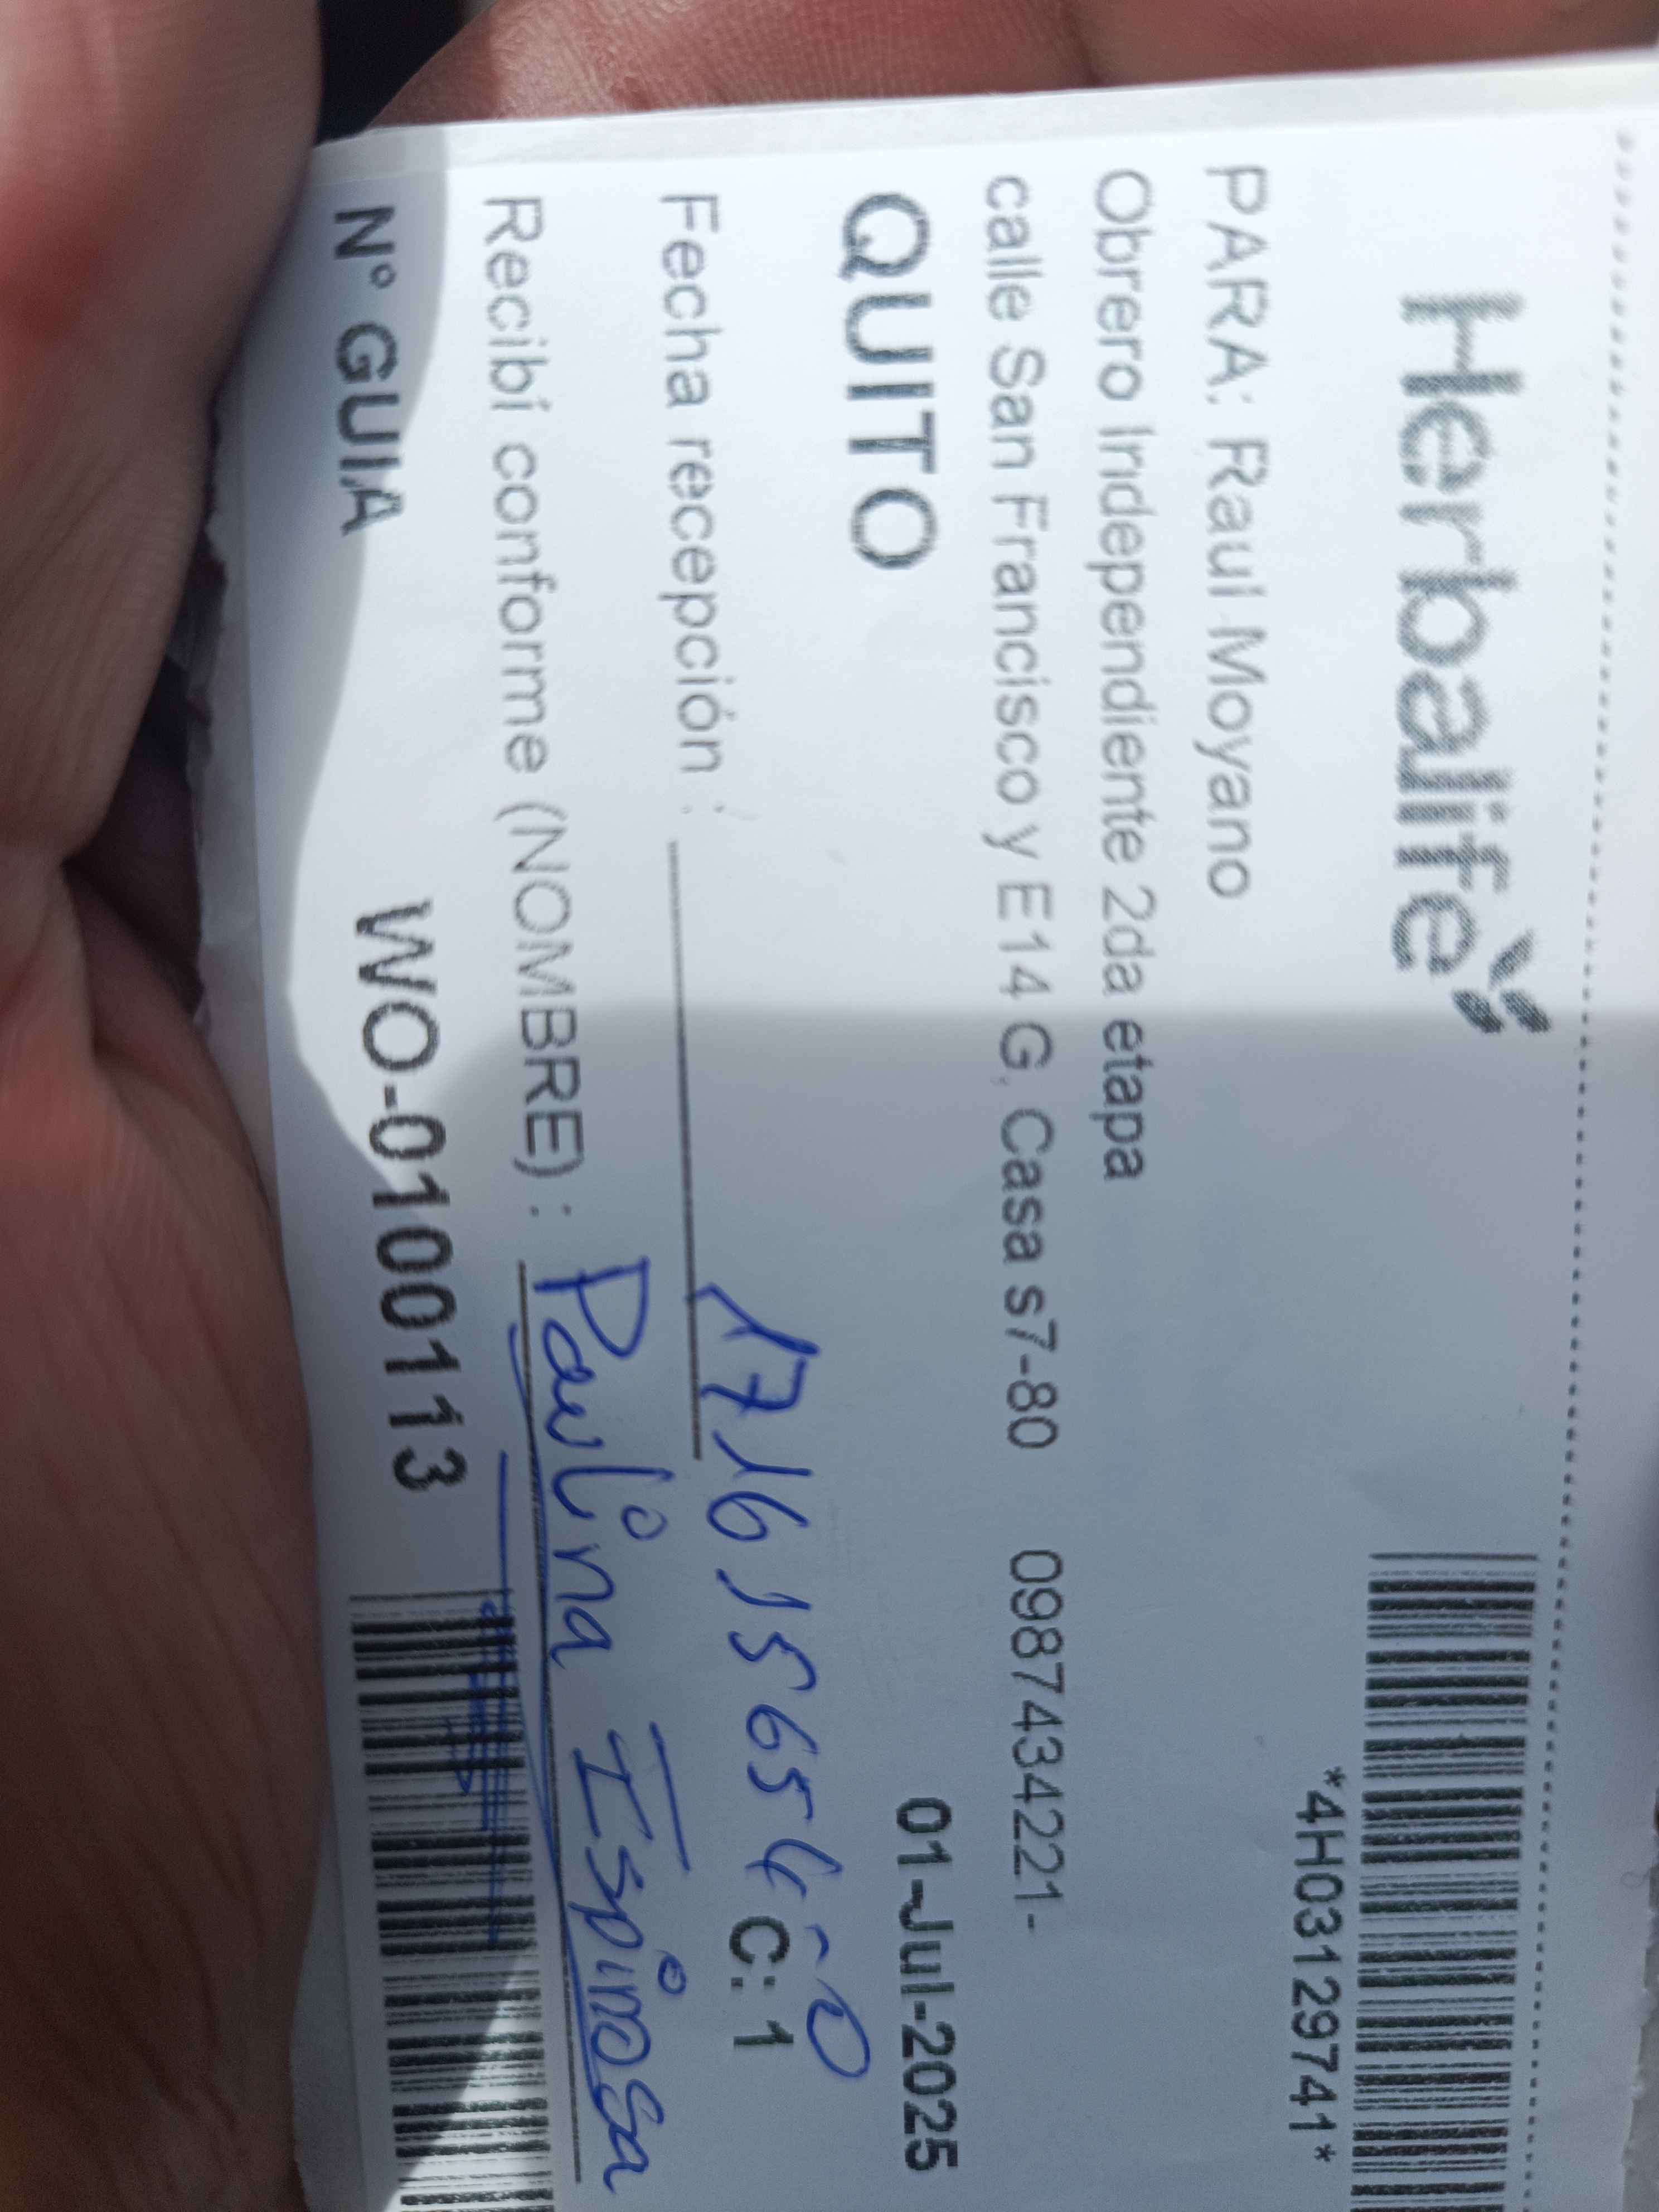 Herbalife
*4H03129741*
PARA: Raul Moyano
Obrero Independiente 2da etapa
calle San Francisco y E14 G, Casa s7-80 0987434221-
QUITO 01-Jul-2025
Fecha recepción : C: 1
Recibí conforme (NOMBRE) : Paulina Espinosa
N° GUIA WO-0100113